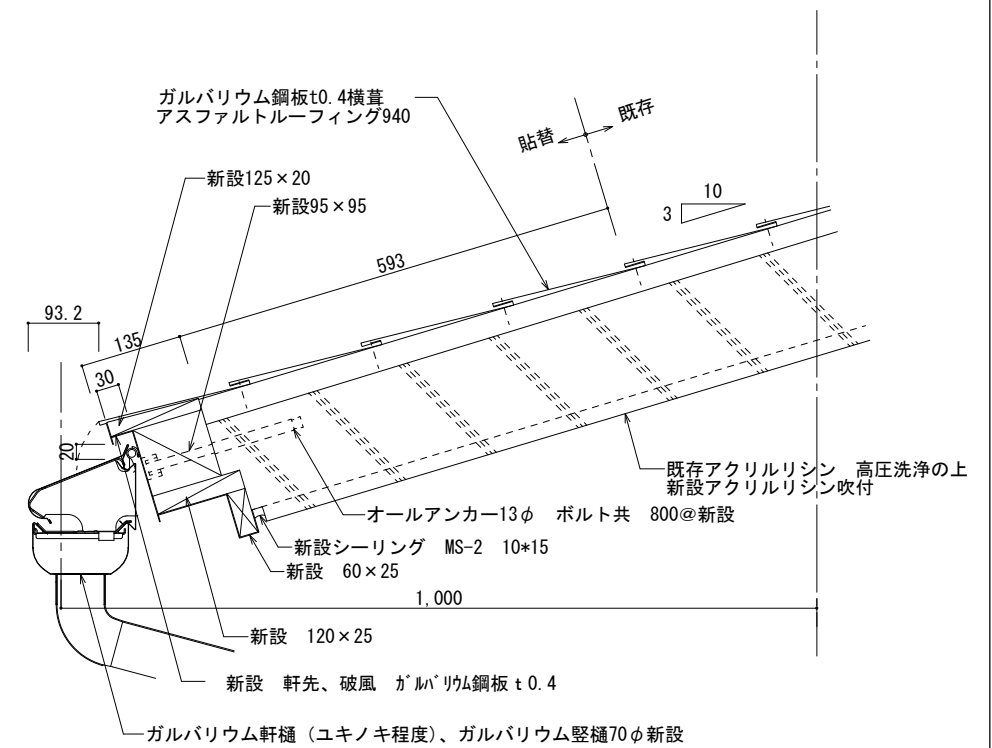 ガルバリウム鋼板t0.4横葺
アスファルトルーフィング940
貼替
既存
新設125×20
新設95×95
10
3
593
93.2
135
30
20
既存アクリルリシン　高圧洗浄の上
新設アクリルリシン吹付
オールアンカー13φ　ボルト共　800@新設
新設シーリング　MS-2　10*15
新設　60×25
1,000
新設　120×25
新設　軒先、破風　ｶﾞﾙﾊﾞﾘｳﾑ鋼板ｔ0.4
ガルバリウム軒樋（ユキノキ程度）、ガルバリウム竪樋70φ新設